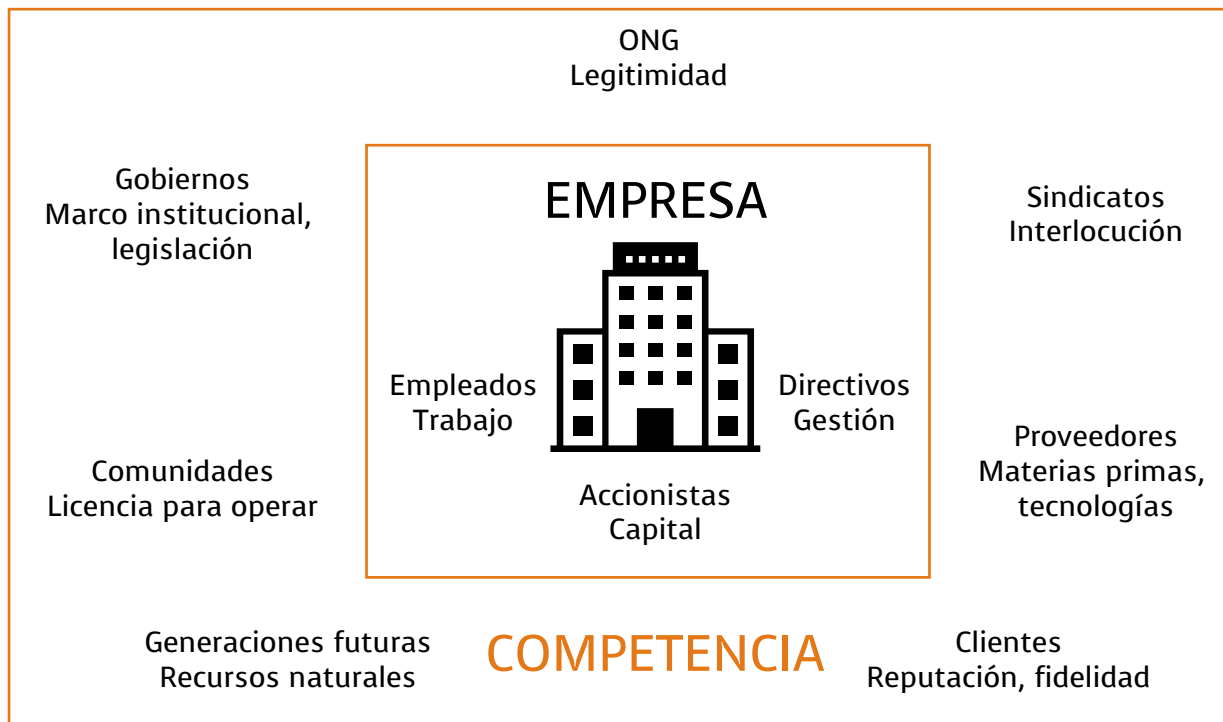 ONG
Legitimidad
Gobiernos
Marco institucional,
legislación
EMPRESA
Sindicatos
Interlocución
Empleados
Trabajo
Directivos
Gestión
Comunidades
Licencia para operar
Accionistas
Capital
Proveedores
Materias primas,
tecnologías
Generaciones futuras
Recursos naturales
COMPETENCIA
Clientes
Reputación, fidelidad